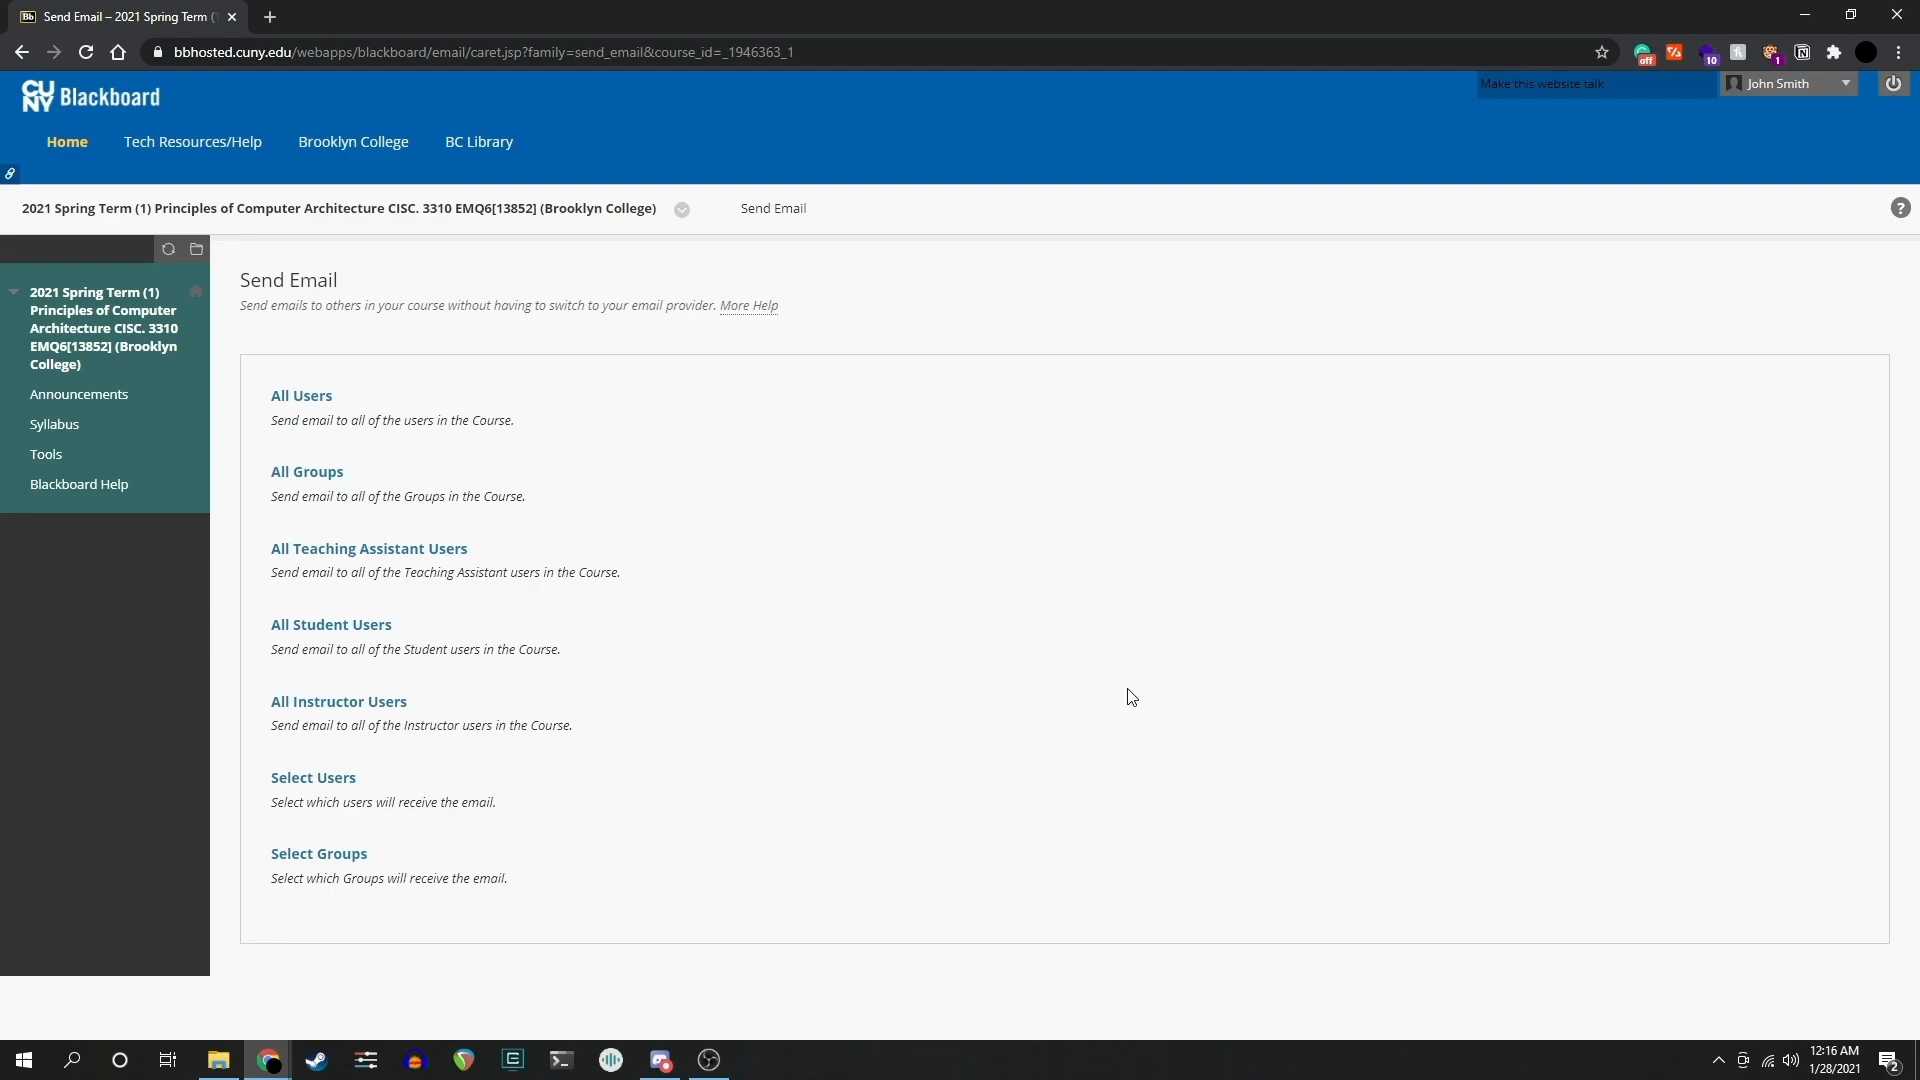 Send Email – 2021 Spring Term (
bbhosted.cuny.edu/webapps/blackboard/email/caret.jsp?family=send_email&course_id=_1946363_1
off
10
1
CU
NY Blackboard
Make this website talk
John Smith
Home
Tech Resources/Help
Brooklyn College
BC Library
2021 Spring Term (1) Principles of Computer Architecture CISC. 3310 EMQ6[13852] (Brooklyn College)
Send Email
?
2021 Spring Term (1)
Principles of Computer
Architecture CISC. 3310
EMQ6[13852] (Brooklyn
College)
Announcements
Syllabus
Tools
Blackboard Help
Send Email
Send emails to others in your course without having to switch to your email provider. More Help
All Users
Send email to all of the users in the Course.
All Groups
Send email to all of the Groups in the Course.
All Teaching Assistant Users
Send email to all of the Teaching Assistant users in the Course.
All Student Users
Send email to all of the Student users in the Course.
All Instructor Users
Send email to all of the Instructor users in the Course.
Select Users
Select which users will receive the email.
Select Groups
Select which Groups will receive the email.
12:16 AM
1/28/2021
2